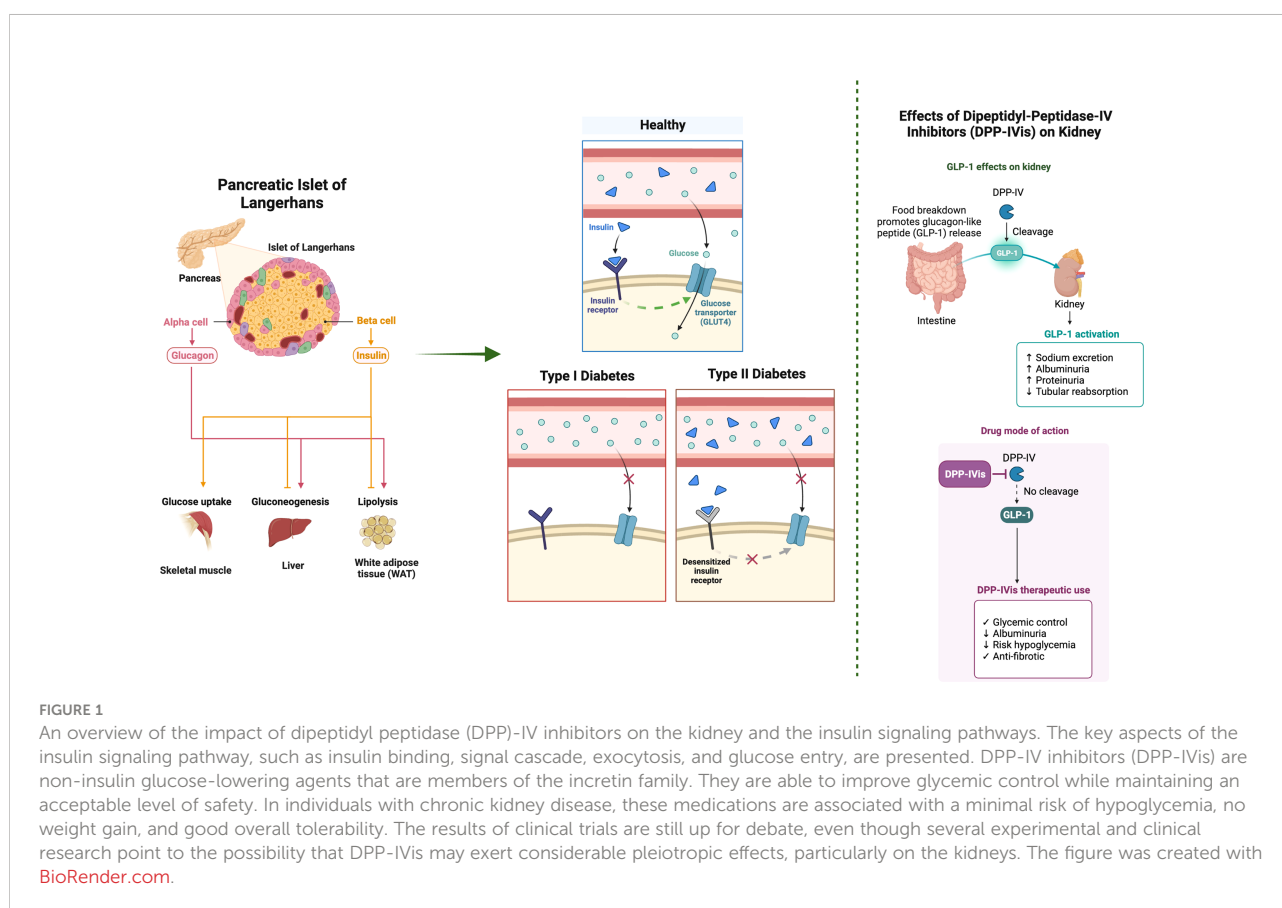 Pancreatic Islet of
Langerhans
Islet of Langerhans
Pancreas
Alpha cell
Beta cell
Glucagon
Insulin
Glucose uptake
Gluconeogenesis
Lipolysis
Skeletal muscle
Liver
White adipose
tissue (WAT)
Healthy
Insulin
Glucose
Insulin
receptor
Glucose
transporter
(GLUT4)
Type I Diabetes
Type II Diabetes
Desensitized
insulin
receptor
Effects of Dipeptidyl-Peptidase-IV
Inhibitors (DPP-IVis) on Kidney
GLP-1 effects on kidney
DPP-IV
Food breakdown
promotes glucagon-like
peptide (GLP-1) release
Cleavage
GLP-1
Intestine
Kidney
GLP-1 activation
↑ Sodium excretion
↑ Albuminuria
↑ Proteinuria
↓ Tubular reabsorption
Drug mode of action
DPP-IV
DPP-IVis
No cleavage
GLP-1
DPP-IVis therapeutic use
✓ Glycemic control
↓ Albuminuria
↓ Risk hypoglycemia
✓ Anti-fibrotic
FIGURE 1
An overview of the impact of dipeptidyl peptidase (DPP)-IV inhibitors on the kidney and the insulin signaling pathways. The key aspects of the
insulin signaling pathway, such as insulin binding, signal cascade, exocytosis, and glucose entry, are presented. DPP-IV inhibitors (DPP-IVis) are
non-insulin glucose-lowering agents that are members of the incretin family. They are able to improve glycemic control while maintaining an
acceptable level of safety. In individuals with chronic kidney disease, these medications are associated with a minimal risk of hypoglycemia, no
weight gain, and good overall tolerability. The results of clinical trials are still up for debate, even though several experimental and clinical
research point to the possibility that DPP-IVis may exert considerable pleiotropic effects, particularly on the kidneys. The figure was created with
BioRender.com.